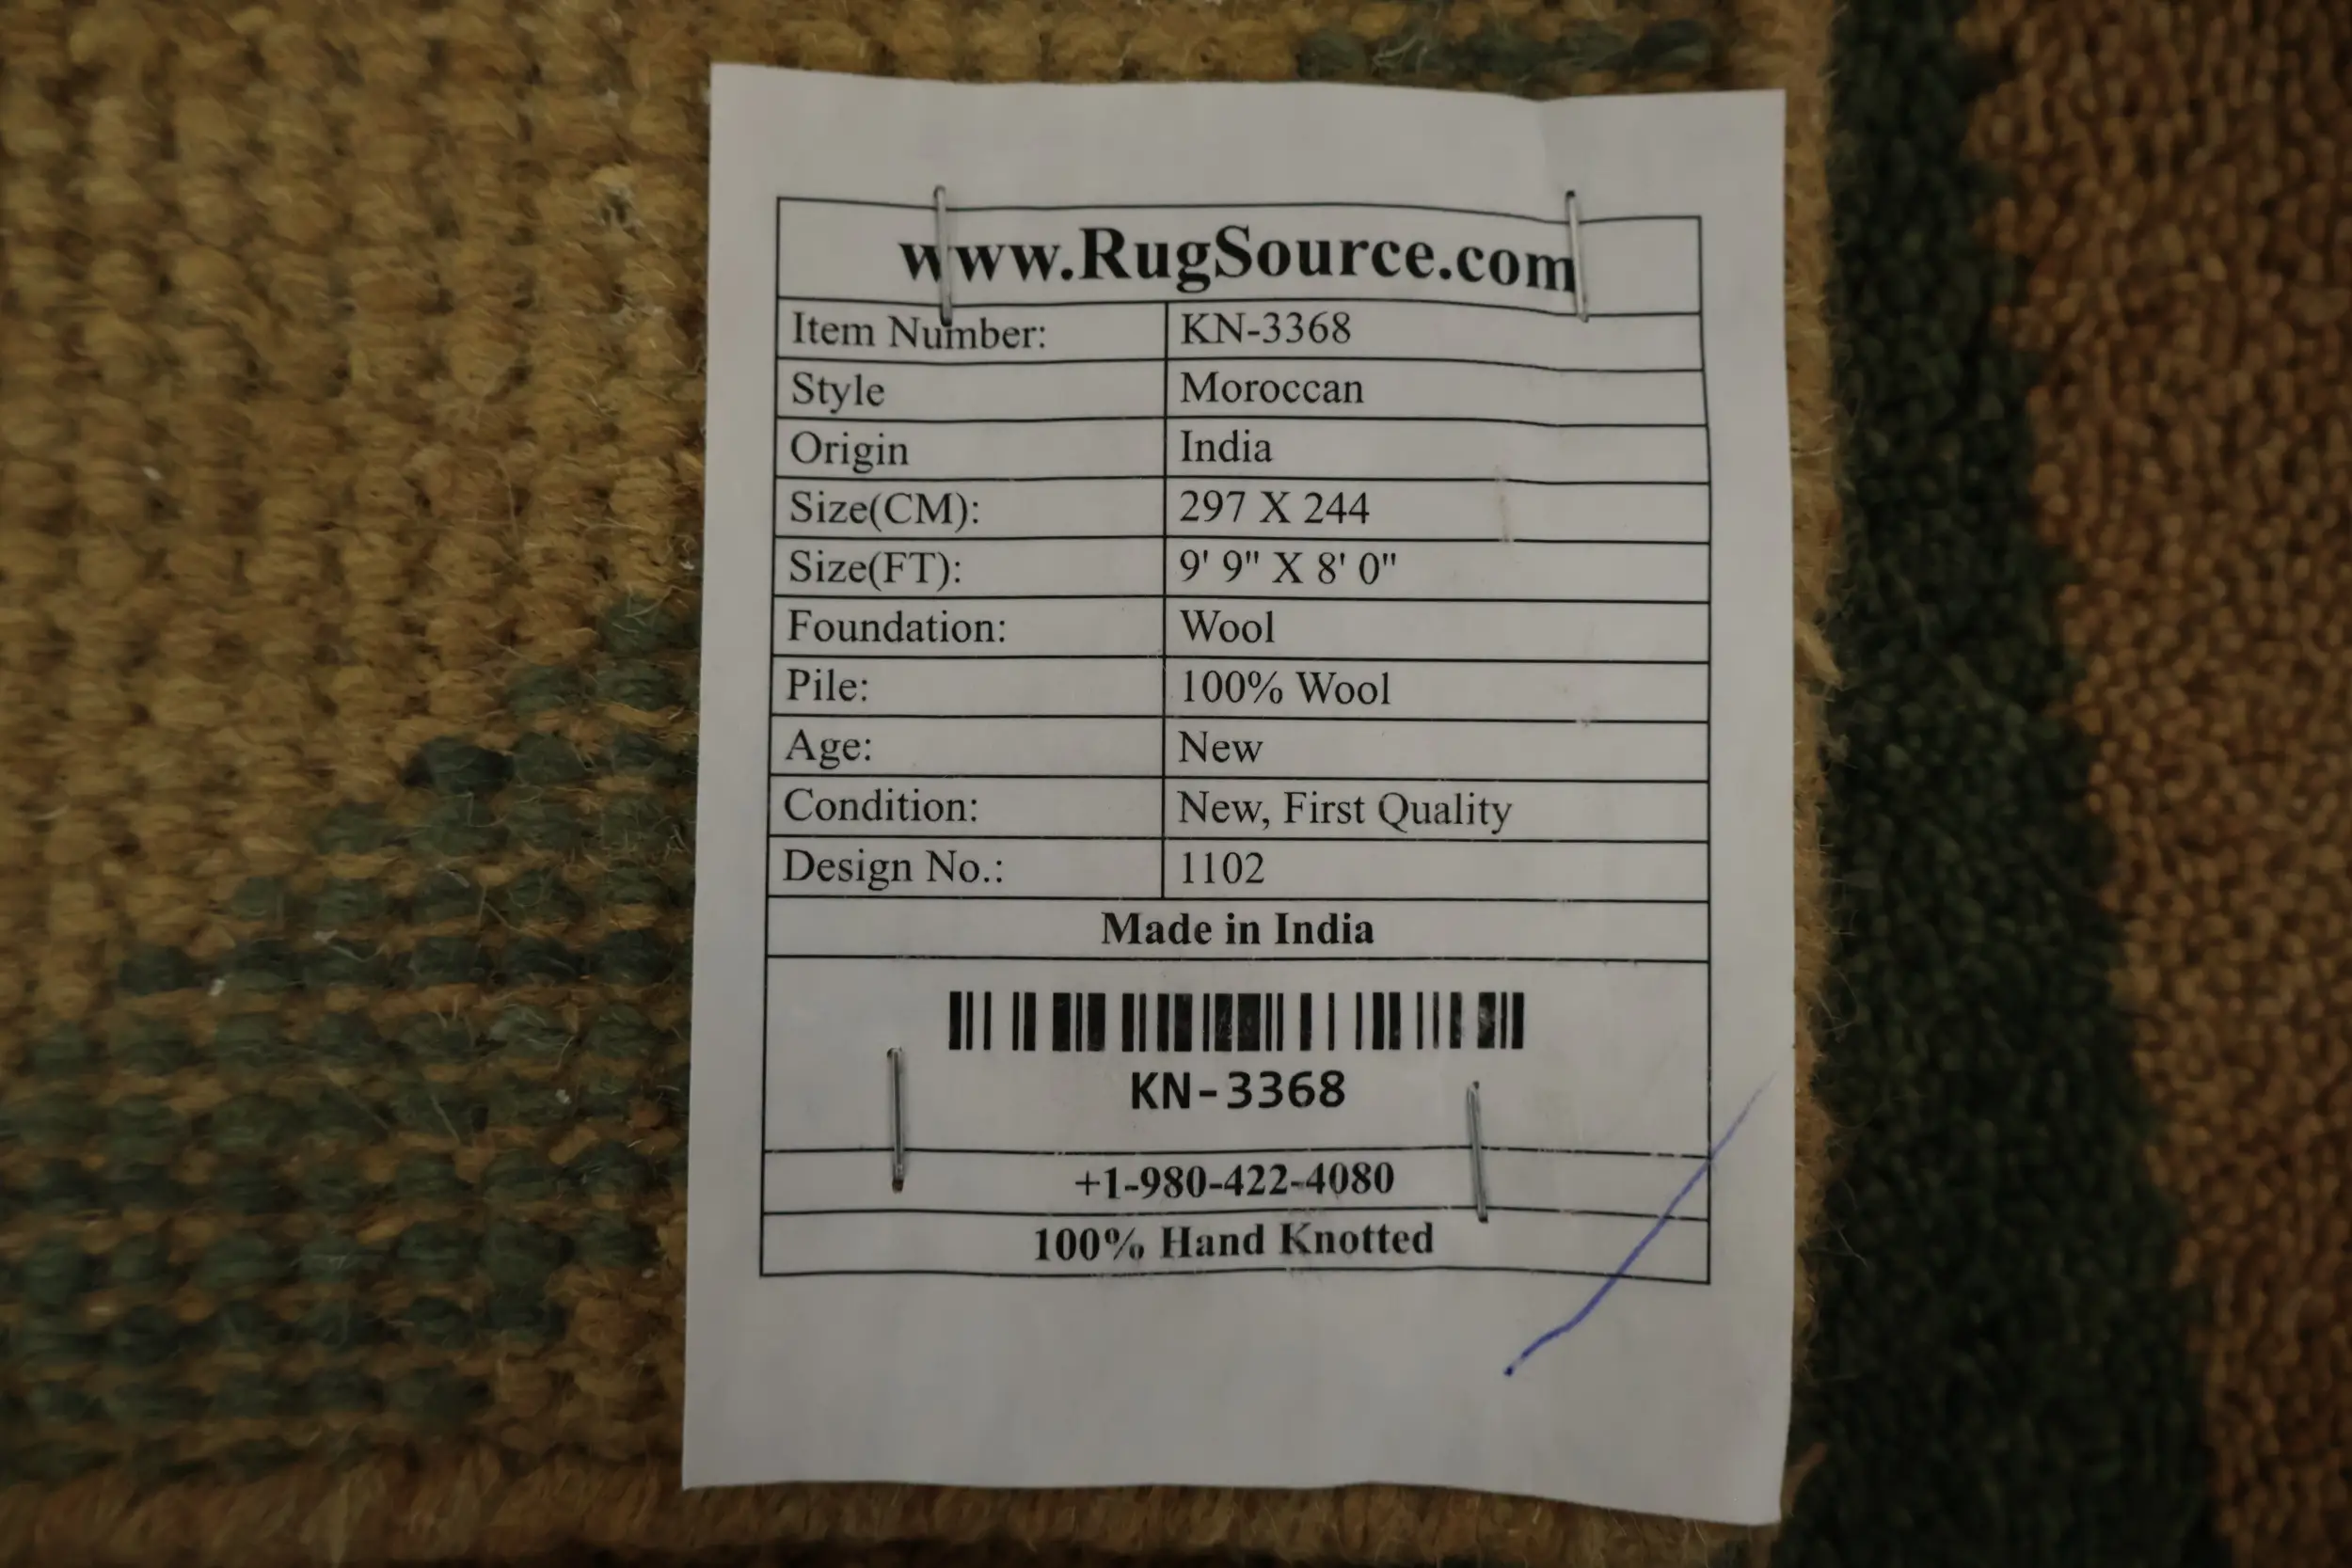 www.RugSource.com
Item Number: KN-3368
Style Moroccan
Origin India
Size(CM): 297 X 244
Size(FT): 9' 9" X 8' 0"
Foundation: Wool
Pile: 100% Wool
Age: New
Condition: New, First Quality
Design No.: 1102
Made in India
KN-3368
+1-980-422-4080
100% Hand Knotted